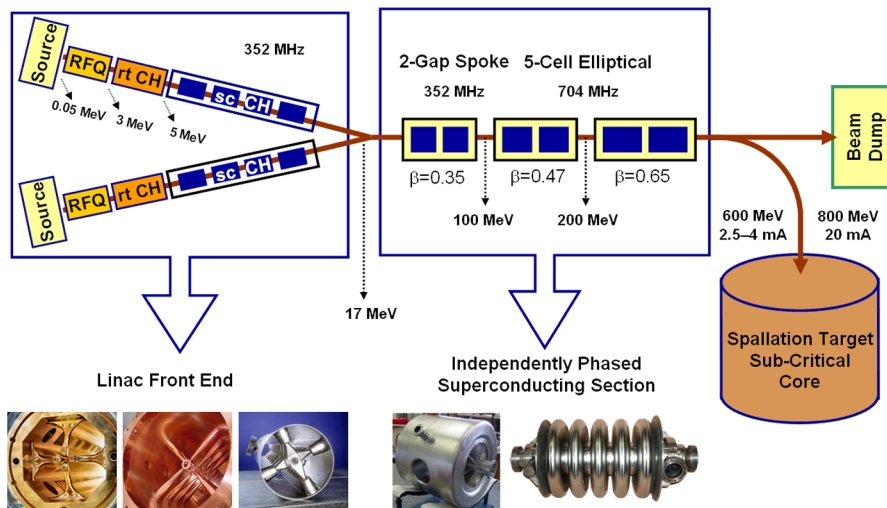 352 MHz
Source
RFQ
rt CH
sc CH
0.05 MeV
3 MeV
5 MeV
Source
RFQ
rt CH
sc CH
17 MeV
2-Gap Spoke
5-Cell Elliptical
352 MHz
704 MHz
β=0.35
β=0.47
β=0.65
100 MeV
200 MeV
Beam
Dump
600 MeV
2.5–4 mA
800 MeV
20 mA
Spallation Target
Sub-Critical
Core
Linac Front End
Independently Phased
Superconducting Section